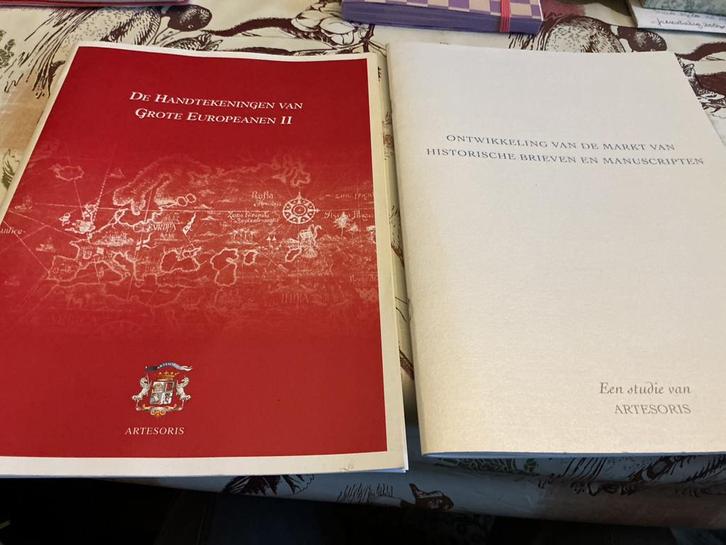 DE HANDTEKENINGEN VAN
GROTE EUROPEANEN II
EVROPA
ARTESORIS
ONTWIKKELING VAN DE MARKT VAN
HISTORISCHE BRIEVEN EN MANUSCRIPTEN
Een studie van
ARTESORIS